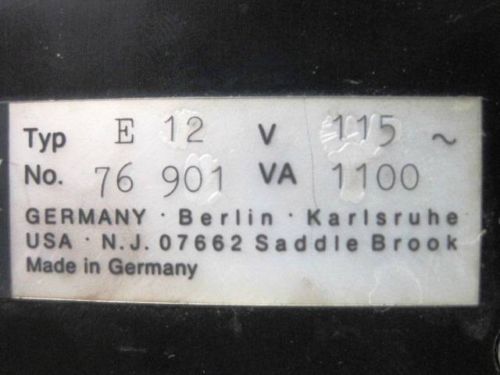 Typ E 12 V 115 ~
No. 76 901 VA 1100
GERMANY · Berlin · Karlsruhe
USA · N.J. 07662 Saddle Brook
Made in Germany